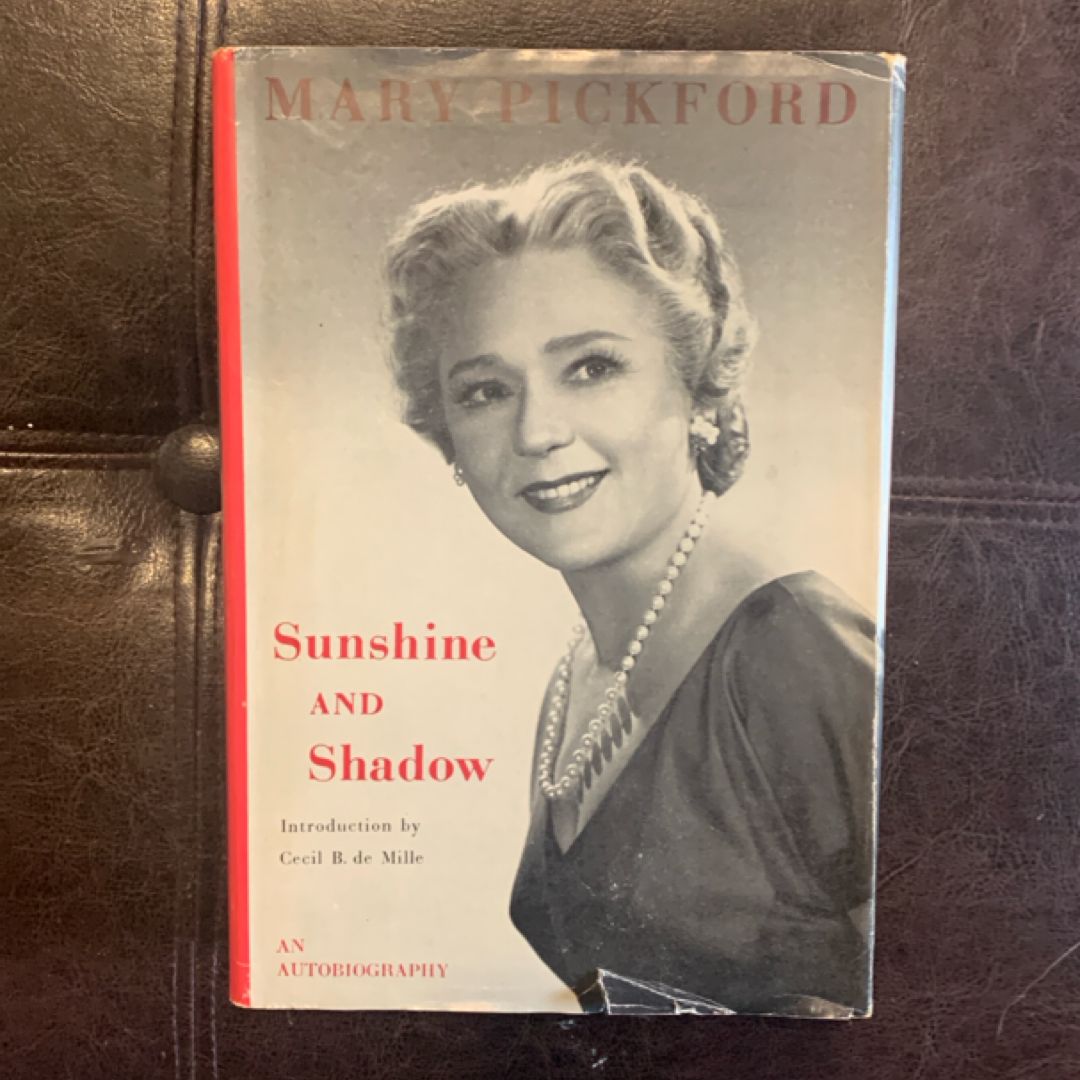 MARY PICKFORD
Sunshine
AND
Shadow
Introduction by
Cecil B. de Mille
AN
AUTOBIOGRAPHY